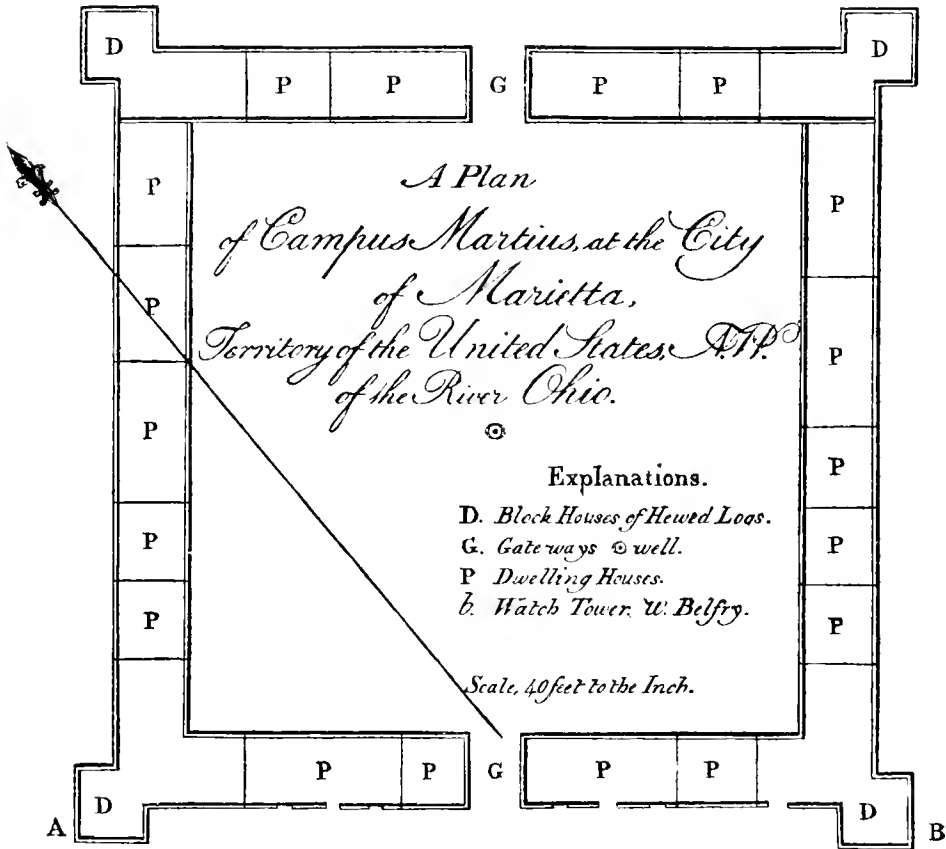 D
D
P
P
G
P
P
A Plan
of Campus Martius, at the City
of Marietta,
Territory of the United States, N.W.
of the River Ohio.
P
P
P
P
P
P
P
P
P
P
Explanations.
D. Block Houses of Hewed Logs.
G. Gateways ⊙ well.
P Dwelling Houses.
b. Watch Tower, W. Belfry.
Scale, 40 feet to the Inch.
P
P
G
P
P
A
D
D
B